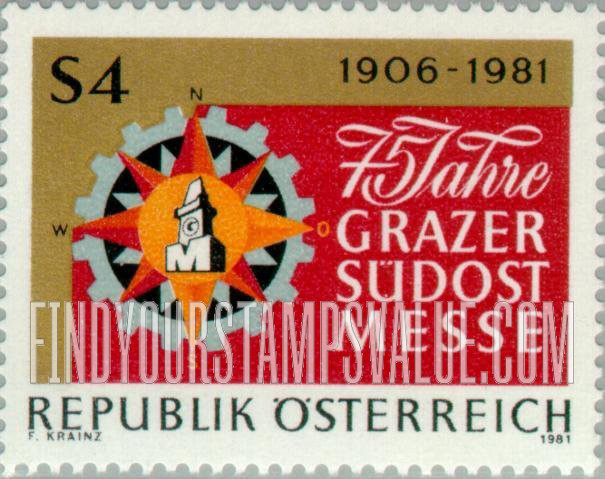 S4
1906 - 1981
N
W
O
S
G
M
75 Jahre
GRAZER
SÜDOST
MESSE
FINDYOURSTAMPSVALUE.COM
REPUBLIK ÖSTERREICH
F. KRAINZ
1981